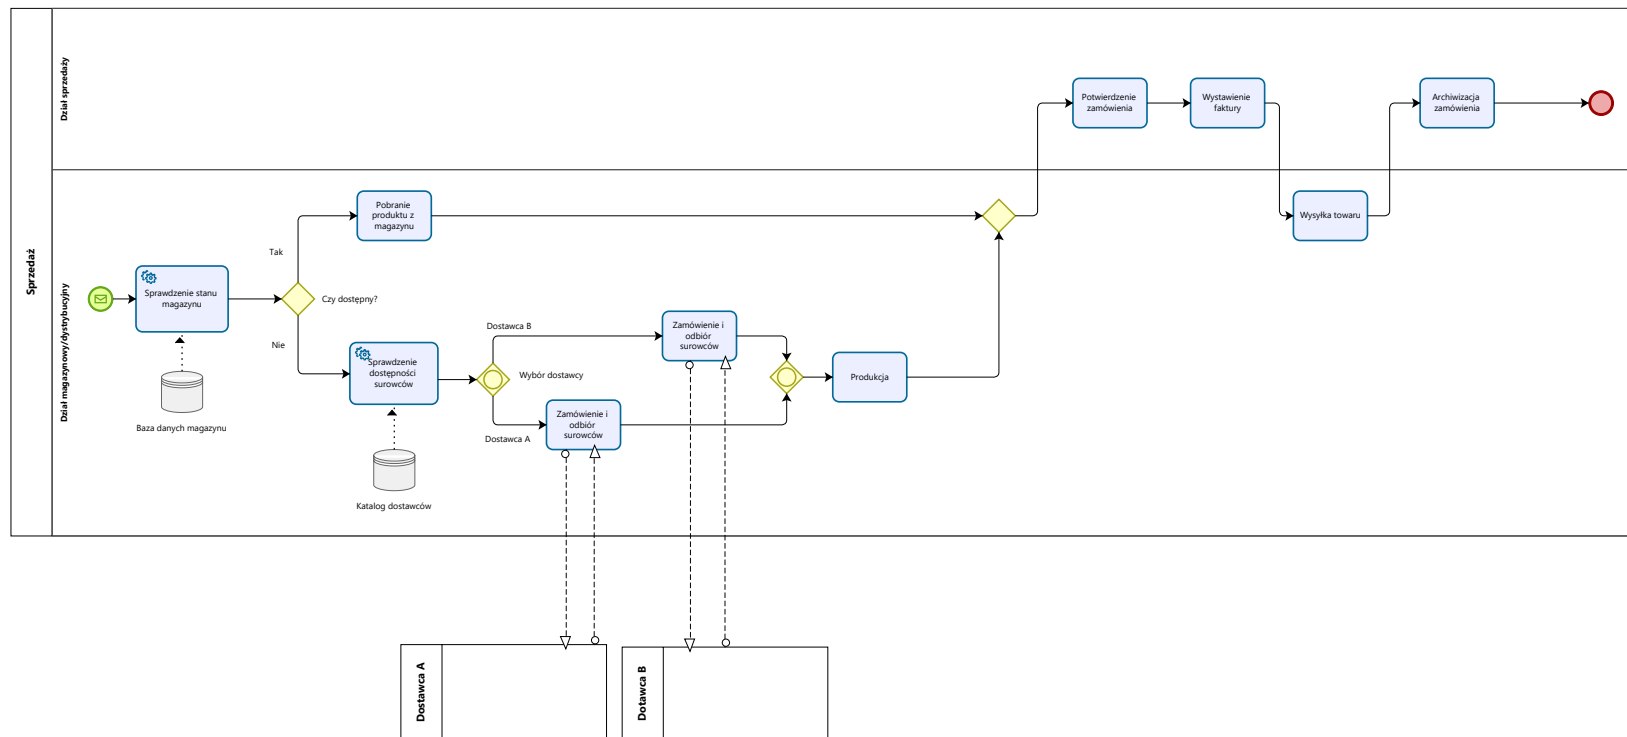 Sprzedaż
Dział sprzedaży
Potwierdzenie
zamówienia
Wystawienie
faktury
Archiwizacja
zamówienia
Dział magazynowy/dystrybucyjny
Pobranie
produktu z
magazynu
Wysyłka towaru
Tak
Sprawdzenie stanu
magazynu
Czy dostępny?
Nie
Dostawca B
Zamówienie i
odbiór
surowców
Sprawdzenie
dostępności
surowców
Wybór dostawcy
Produkcja
Zamówienie i
odbiór
surowców
Dostawca A
Baza danych magazynu
Katalog dostawców
Dostawca A
Dotawca B